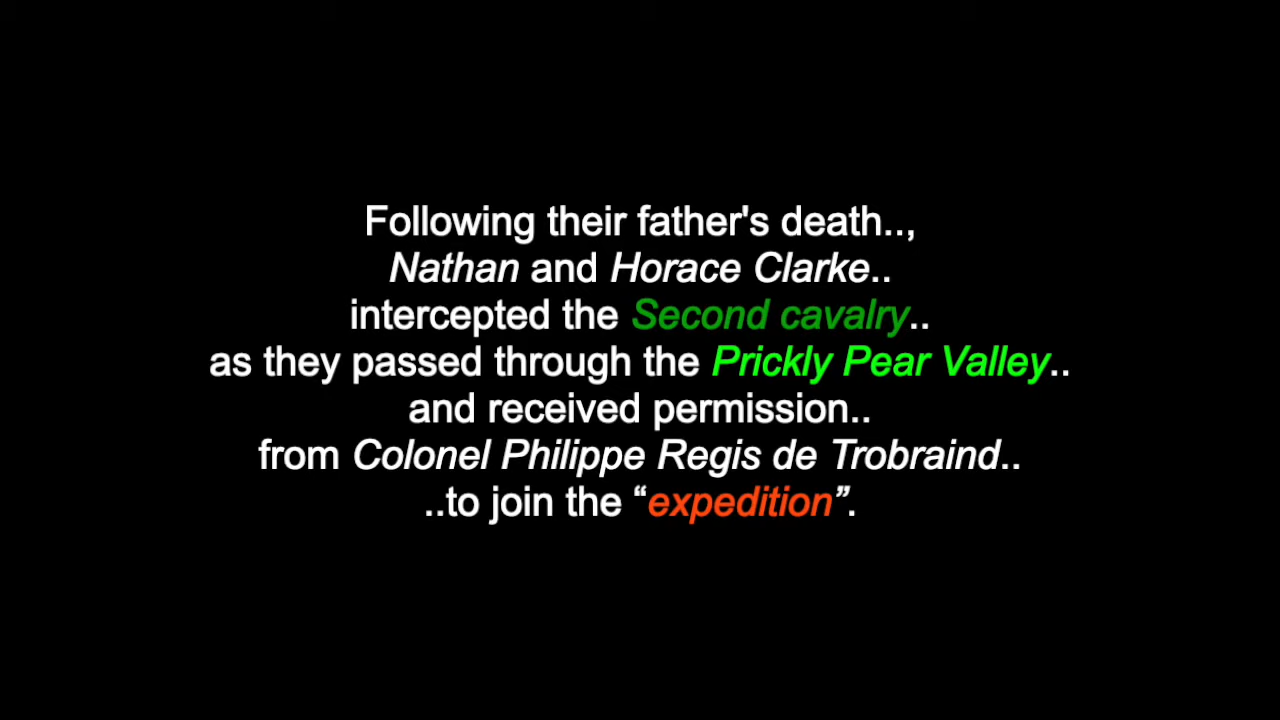 Following their father's death..,
Nathan and Horace Clarke..
intercepted the Second cavalry..
as they passed through the Prickly Pear Valley..
and received permission..
from Colonel Philippe Regis de Trobraind..
..to join the “expedition”.